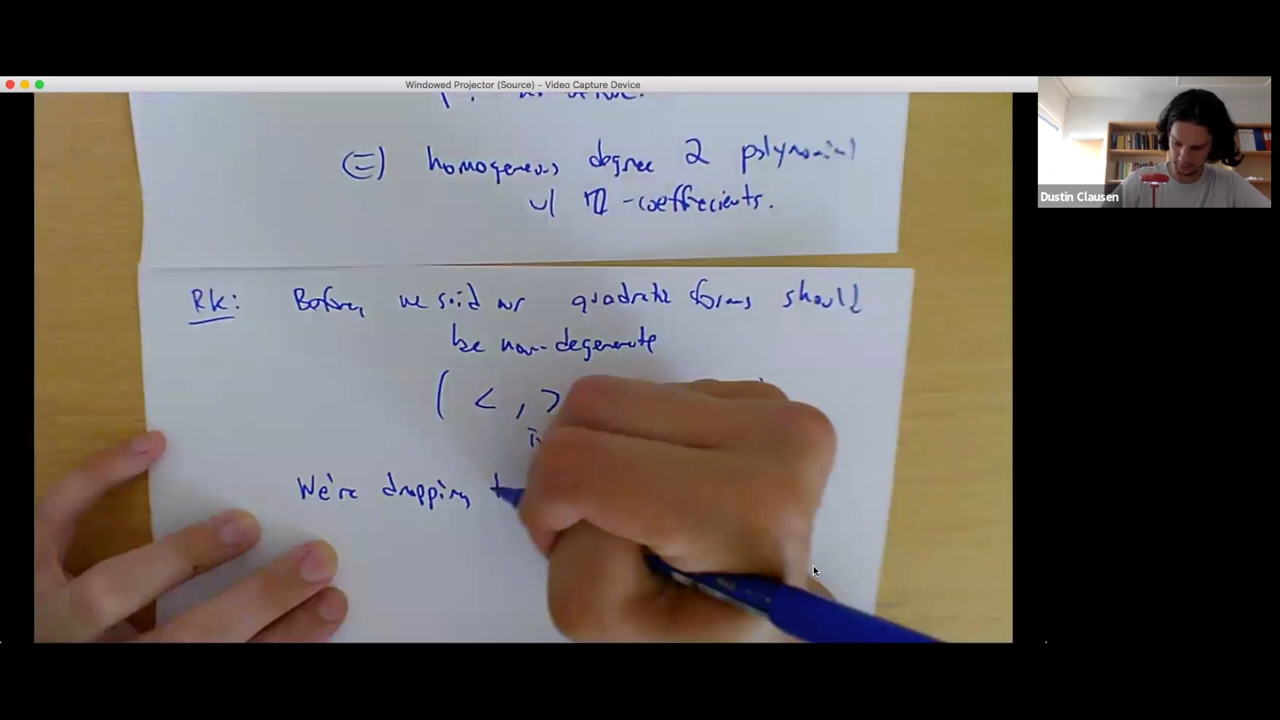 Windowed Projector (Source) - Video Capture Device
(=) homogeneous degree 2 polynomial
w/ ℤ-coeffecients.
Rk: Before, we said our quadratic forms should
be non-degenerate
( < , >
We're dropping
Dustin Clausen